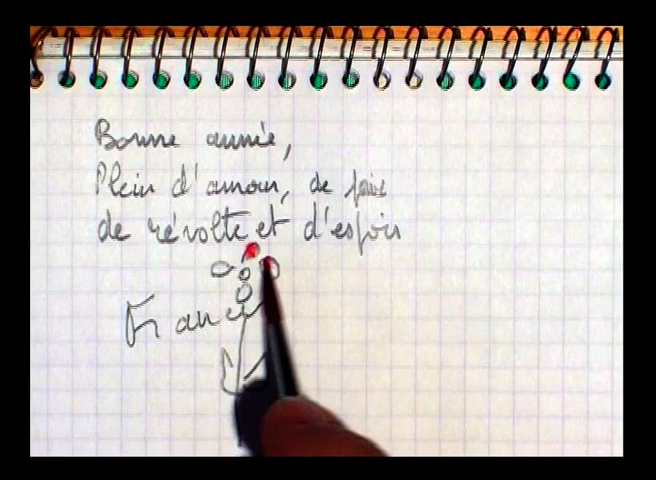 Bonne année,
Plein d'amour, de paix
de révolte et d'espoir